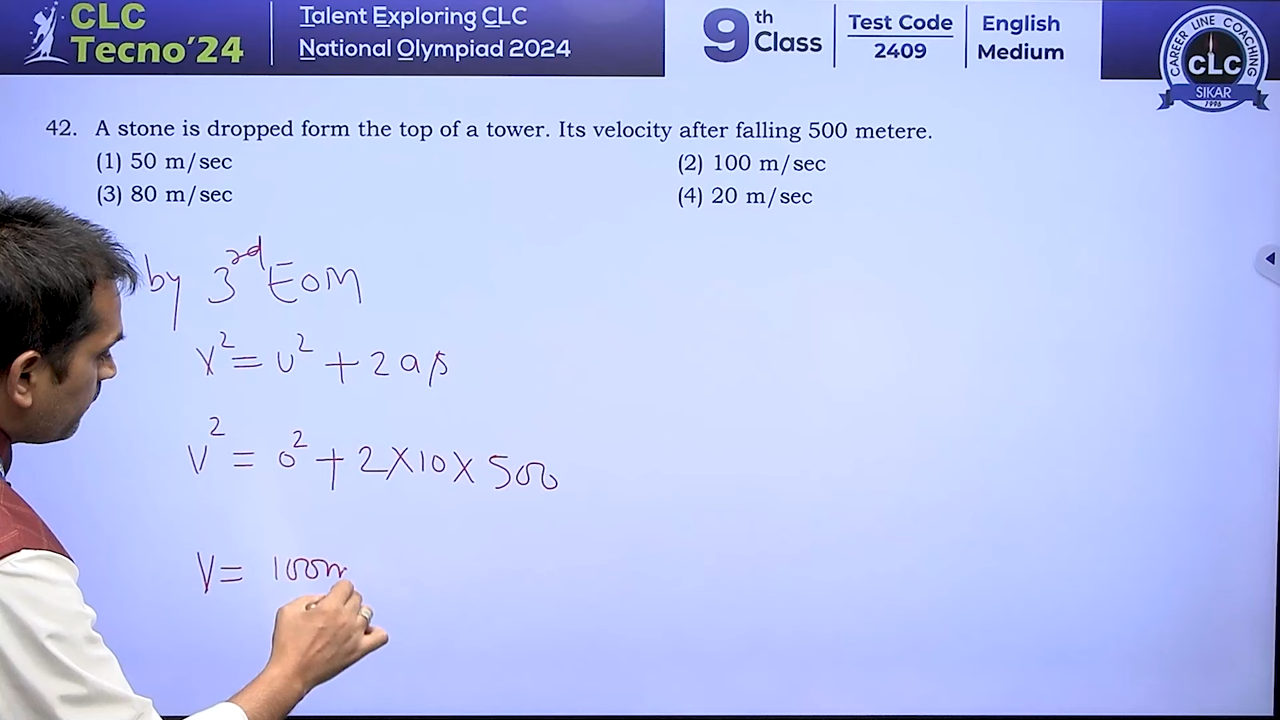 CLC
Tecno'24
Talent Exploring CLC
National Olympiad 2024
9th Class
Test Code
2409
English
Medium
CAREER LINE COACHING
CLC
SIKAR
1996
42. A stone is dropped form the top of a tower. Its velocity after falling 500 metere.
(1) 50 m/sec (2) 100 m/sec
(3) 80 m/sec (4) 20 m/sec
by 3rd EOM
v² = u² + 2as
v² = 0² + 2×10×500
V = 100m